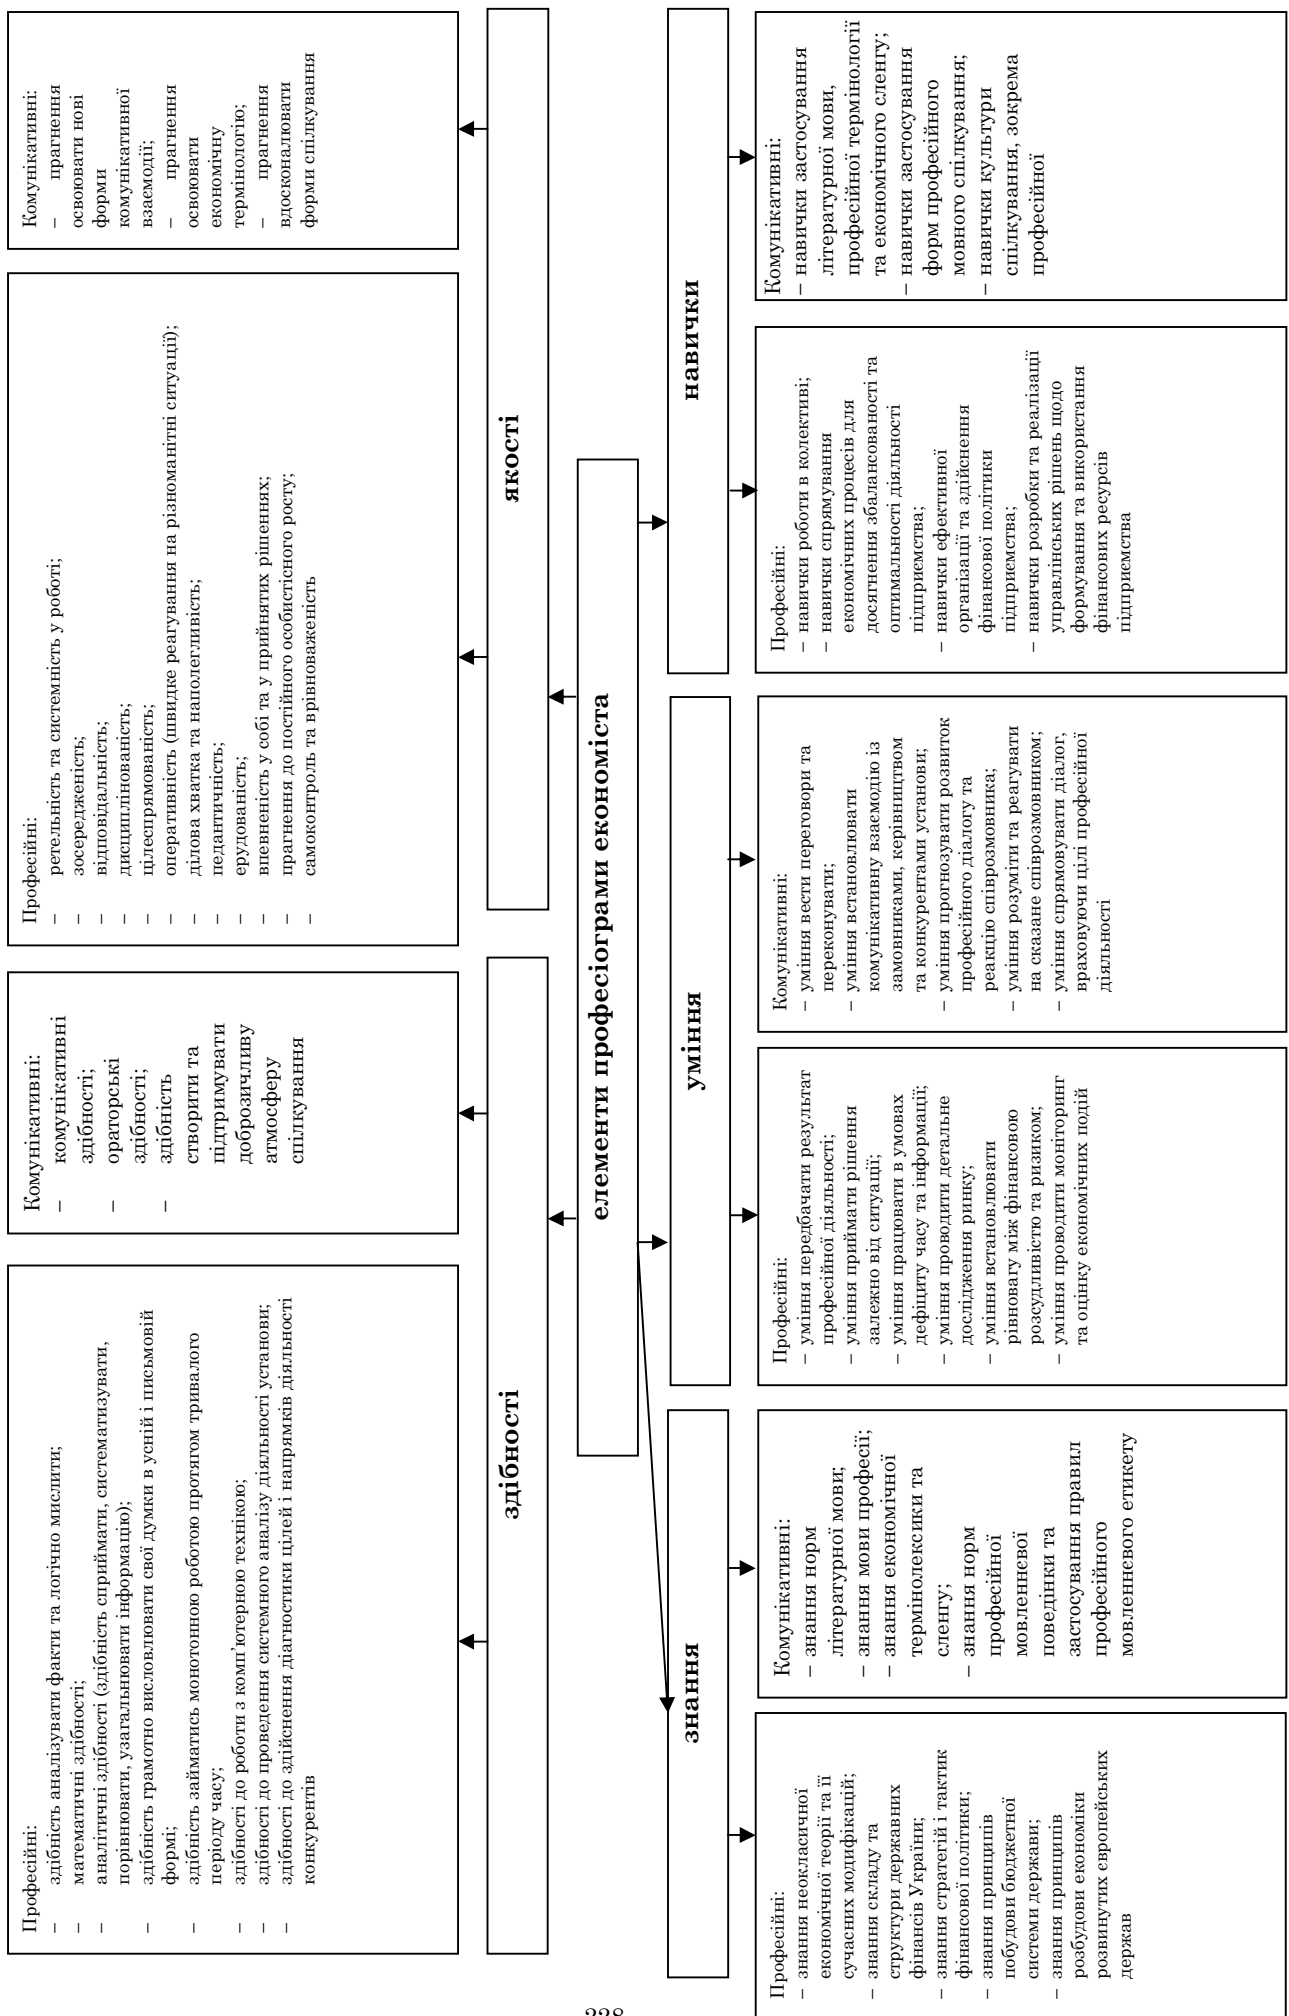 Професійні:
– здібність аналізувати факти та логічно мислити;
– математичні здібності;
– аналітичні здібності (здібність сприймати, систематизувати,
порівнювати, узагальнювати інформацію);
– здібність грамотно висловлювати свої думки в усній і письмовій
формі;
– здібність займатись монотонною роботою протягом тривалого
періоду часу;
– здібності до роботи з комп’ютерною технікою;
– здібності до проведення системного аналізу діяльності установи;
– здібності до здійснення діагностики цілей і напрямків діяльності
конкурентів
Комунікативні:
– комунікативні
здібності;
– ораторські
здібності;
– здібність
створити та
підтримувати
доброзичливу
атмосферу
спілкування
Професійні:
– ретельність та системність у роботі;
– зосередженість;
– відповідальність;
– дисциплінованість;
– цілеспрямованість;
– оперативність (швидке реагування на різноманітні ситуації);
– ділова хватка та наполегливість;
– педантичність;
– ерудованість;
– впевненість у собі та у прийнятих рішеннях;
– прагнення до постійного особистісного росту;
– самоконтроль та врівноваженість
Комунікативні:
– прагнення
освоювати нові
форми
комунікативної
взаємодії;
– прагнення
освоювати
економічну
термінологію;
– прагнення
вдосконалювати
форми спілкування
здібності
якості
елементи професіограми економіста
знання
уміння
навички
Професійні:
– знання неокласичної
економічної теорії та її
сучасних модифікацій;
– знання складу та
структури державних
фінансів України;
– знання стратегій і тактик
фінансової політики;
– знання принципів
побудови бюджетної
системи держави;
– знання принципів
розбудови економіки
розвинутих європейських
держав
Комунікативні:
– знання норм
літературної мови;
– знання мови професії;
– знання економічної
термінолексики та
сленгу;
– знання норм
професійної
мовленнєвої
поведінки та
застосування правил
професійного
мовленнєвого етикету
Професійні:
– уміння передбачати результат
професійної діяльності;
– уміння приймати рішення
залежно від ситуації;
– уміння працювати в умовах
дефіциту часу та інформації;
– уміння проводити детальне
дослідження ринку;
– уміння встановлювати
рівновагу між фінансовою
розсудливістю та ризиком;
– уміння проводити моніторинг
та оцінку економічних подій
Комунікативні:
– уміння вести переговори та
переконувати;
– уміння встановлювати
комунікативну взаємодію із
замовниками, керівництвом
та конкурентами установи;
– уміння прогнозувати розвиток
професійного діалогу та
реакцію співрозмовника;
– уміння розуміти та реагувати
на сказане співрозмовником;
– уміння спрямовувати діалог,
враховуючи цілі професійної
діяльності
Професійні:
– навички роботи в колективі;
– навички спрямування
економічних процесів для
досягнення збалансованості та
оптимальності діяльності
підприємства;
– навички ефективної
організації та здійснення
фінансової політики
підприємства;
– навички розробки та реалізації
управлінських рішень щодо
формування та використання
фінансових ресурсів
підприємства
Комунікативні:
– навички застосування
літературної мови,
професійної термінології
та економічного сленгу;
– навички застосування
форм професійного
мовного спілкування;
– навички культури
спілкування, зокрема
професійної